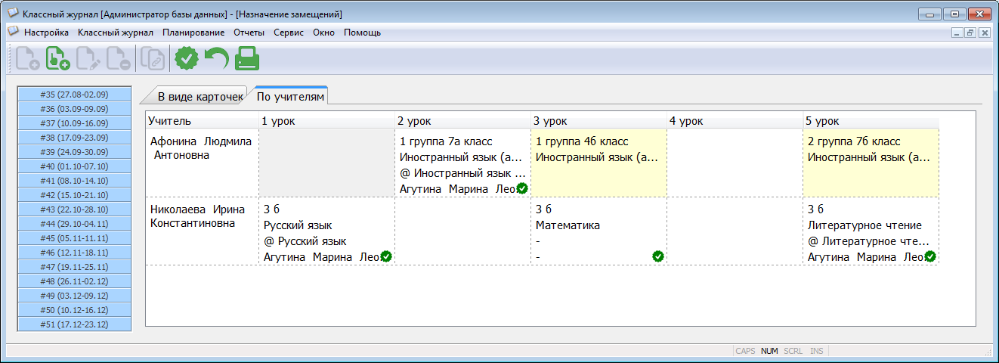 Классный журнал [Администратор базы данных] - [Назначение замещений]
Настройка Классный журнал Планирование Отчеты Сервис Окно Помощь
#35 (27.08-02.09)
#36 (03.09-09.09)
#37 (10.09-16.09)
#38 (17.09-23.09)
#39 (24.09-30.09)
#40 (01.10-07.10)
#41 (08.10-14.10)
#42 (15.10-21.10)
#43 (22.10-28.10)
#44 (29.10-04.11)
#45 (05.11-11.11)
#46 (12.11-18.11)
#47 (19.11-25.11)
#48 (26.11-02.12)
#49 (03.12-09.12)
#50 (10.12-16.12)
#51 (17.12-23.12)
В виде карточек По учителям
Учитель 1 урок 2 урок 3 урок 4 урок 5 урок
Афонина Людмила
Антоновна
1 группа 7а класс
Иностранный язык (а...
@ Иностранный язык ...
Агутина Марина Лео
1 группа 4б класс
Иностранный язык (а...
2 группа 7б класс
Иностранный язык (а...
Николаева Ирина
Константиновна
3 б
Русский язык
@ Русский язык
Агутина Марина Лео
3 б
Математика
-
-
3 б
Литературное чтение
@ Литературное чте...
Агутина Марина Лео
CAPS NUM SCRL INS